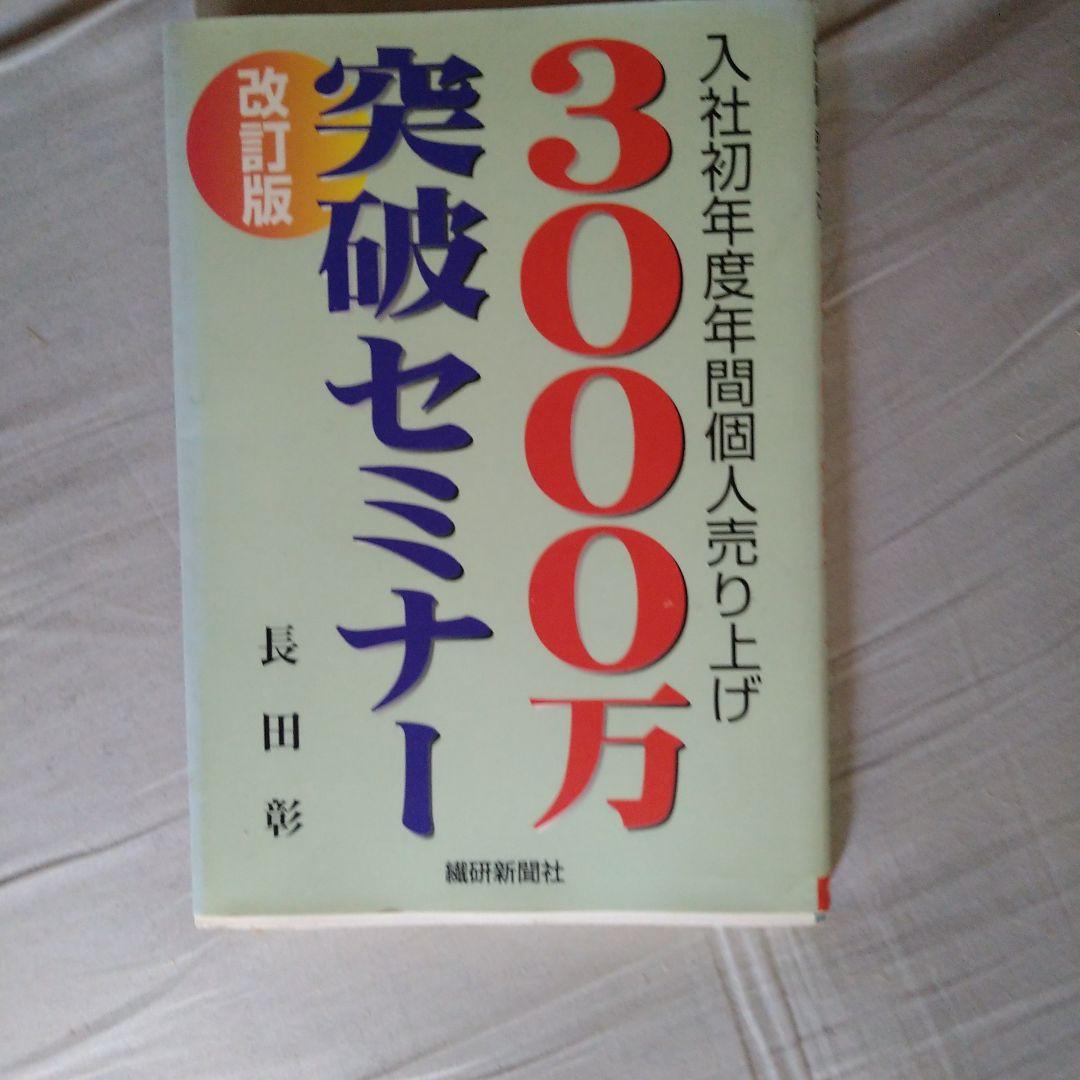 入社初年度年間個人売り上げ
3000万
突破セミナー
改訂版
長田彰
繊研新聞社